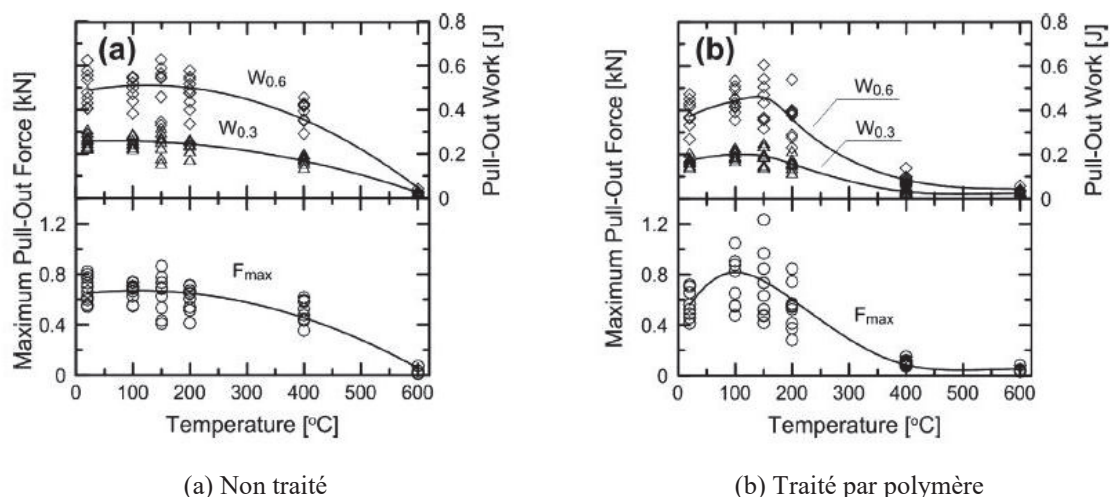 (a)
W0.6
W0.3
Fmax
Maximum Pull-Out Force [kN]
Pull-Out Work [J]
0.8
0.6
0.4
0.2
0
1.2
0.8
0.4
0
0 100 200 300 400 500 600
Temperature [oC]
(b)
W0.6
W0.3
Fmax
Maximum Pull-Out Force [kN]
Pull-Out Work [J]
0.8
0.6
0.4
0.2
0
1.2
0.8
0.4
0
0 100 200 300 400 500 600
Temperature [oC]
(a) Non traité
(b) Traité par polymère